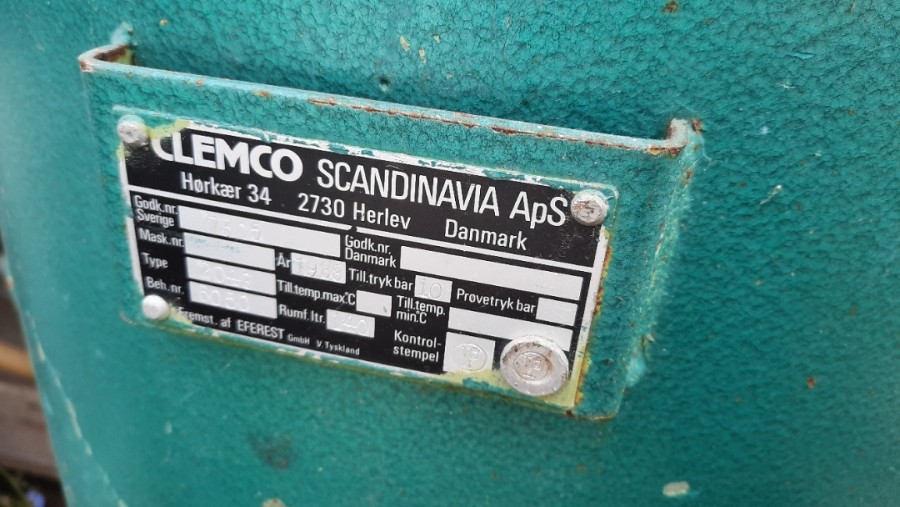 CLEMCO SCANDINAVIA ApS
Hørkær 34 2730 Herlev Danmark
Godk.nr. Sverige
Godk.nr. Danmark
Mask.nr. År Till.tryk bar 10 Prøvetryk bar
Type Till.temp.max°C Till.temp. min°C
Beh.nr. Rumf.ltr. Kontrol-
stempel
Fremst. af EFEREST GmbH V.Tyskland